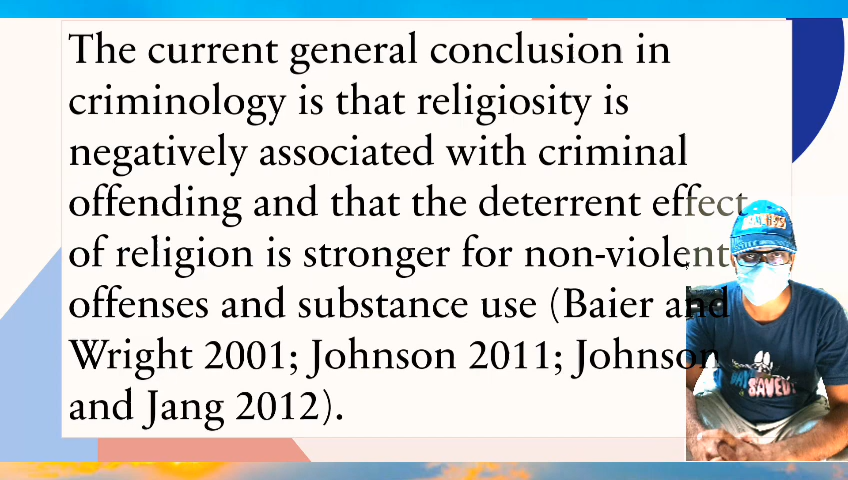 The current general conclusion in
criminology is that religiosity is
negatively associated with criminal
offending and that the deterrent effect
of religion is stronger for non-violent
offenses and substance use (Baier and
Wright 2001; Johnson 2011; Johnson
and Jang 2012).
SAVED